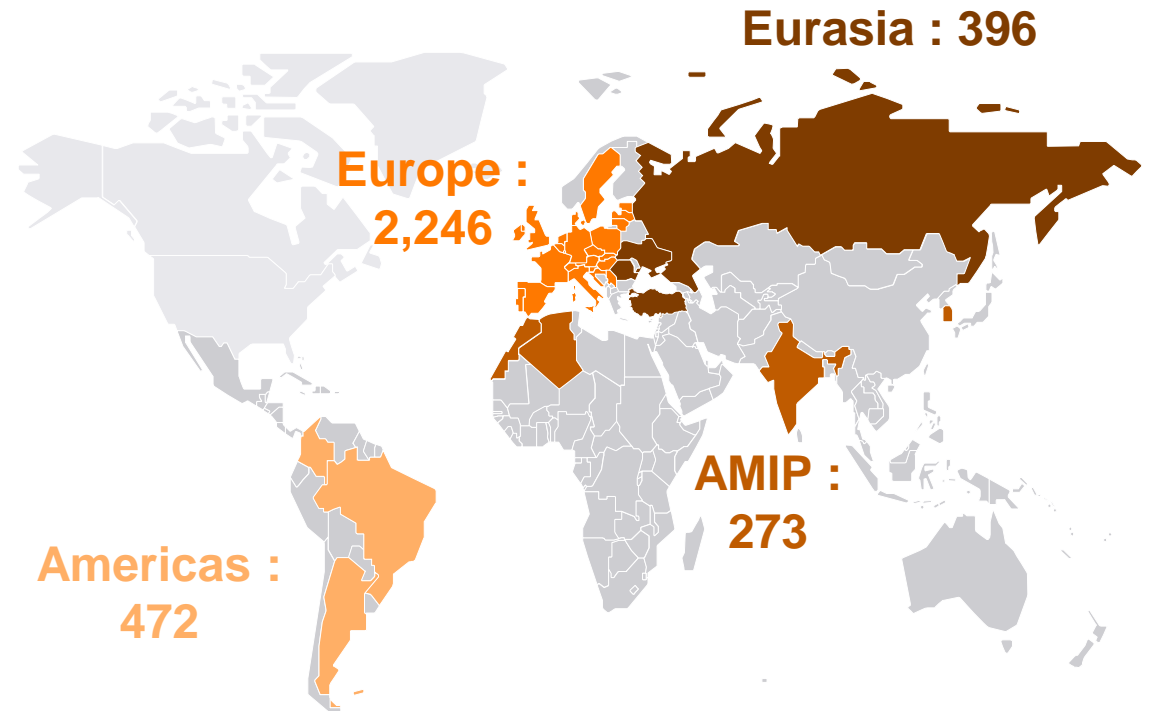 Eurasia : 396
Europe :
2,246
AMIP :
273
Americas :
472